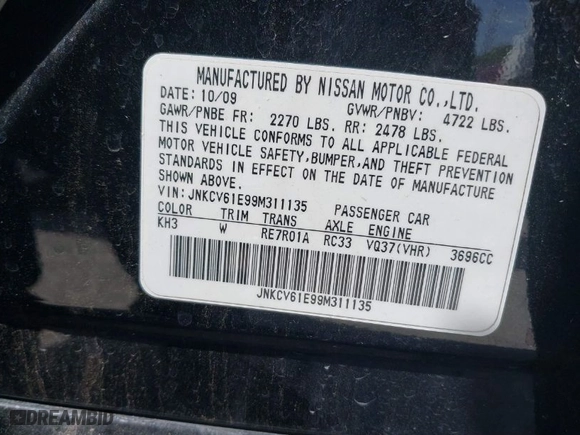 MANUFACTURED BY NISSAN MOTOR CO.,LTD.
DATE: 10/09 GVWR/PNBV: 4722 LBS.
GAWR/PNBE FR: 2270 LBS. RR: 2478 LBS.
THIS VEHICLE CONFORMS TO ALL APPLICABLE FEDERAL
MOTOR VEHICLE SAFETY,BUMPER,AND THEFT PREVENTION
STANDARDS IN EFFECT ON THE DATE OF MANUFACTURE
SHOWN ABOVE.
VIN: JNKCV61E99M311135 PASSENGER CAR
COLOR TRIM TRANS AXLE ENGINE
KH3 W RE7R01A RC33 VQ37(VHR) 3696CC
JNKCV61E99M311135
DREAMBID